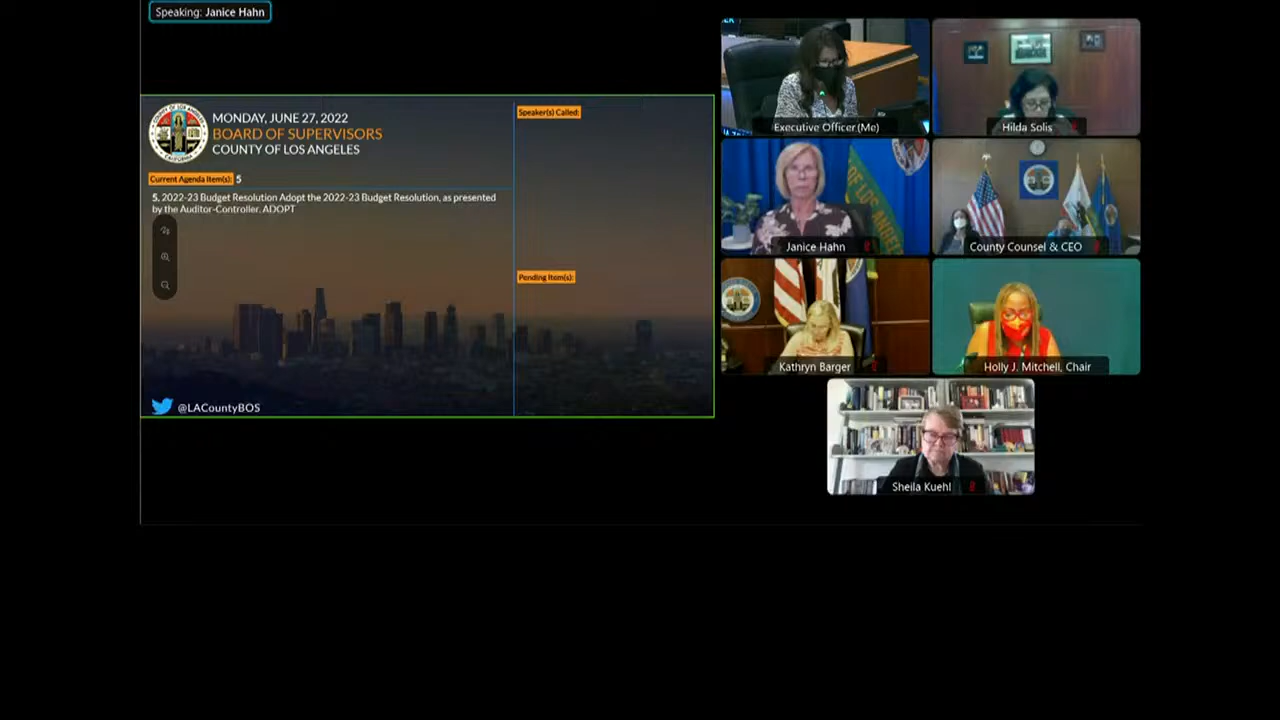 Speaking: Janice Hahn
MONDAY, JUNE 27, 2022
BOARD OF SUPERVISORS
COUNTY OF LOS ANGELES
Current Agenda Item(s): 5
5. 2022-23 Budget Resolution Adopt the 2022-23 Budget Resolution, as presented
by the Auditor-Controller. ADOPT
Speaker(s) Called:
Pending Item(s):
@LACountyBOS
Executive Officer (Me)
Hilda Solis
Janice Hahn
County Counsel & CEO
Kathryn Barger
Holly J. Mitchell, Chair
Sheila Kuehl